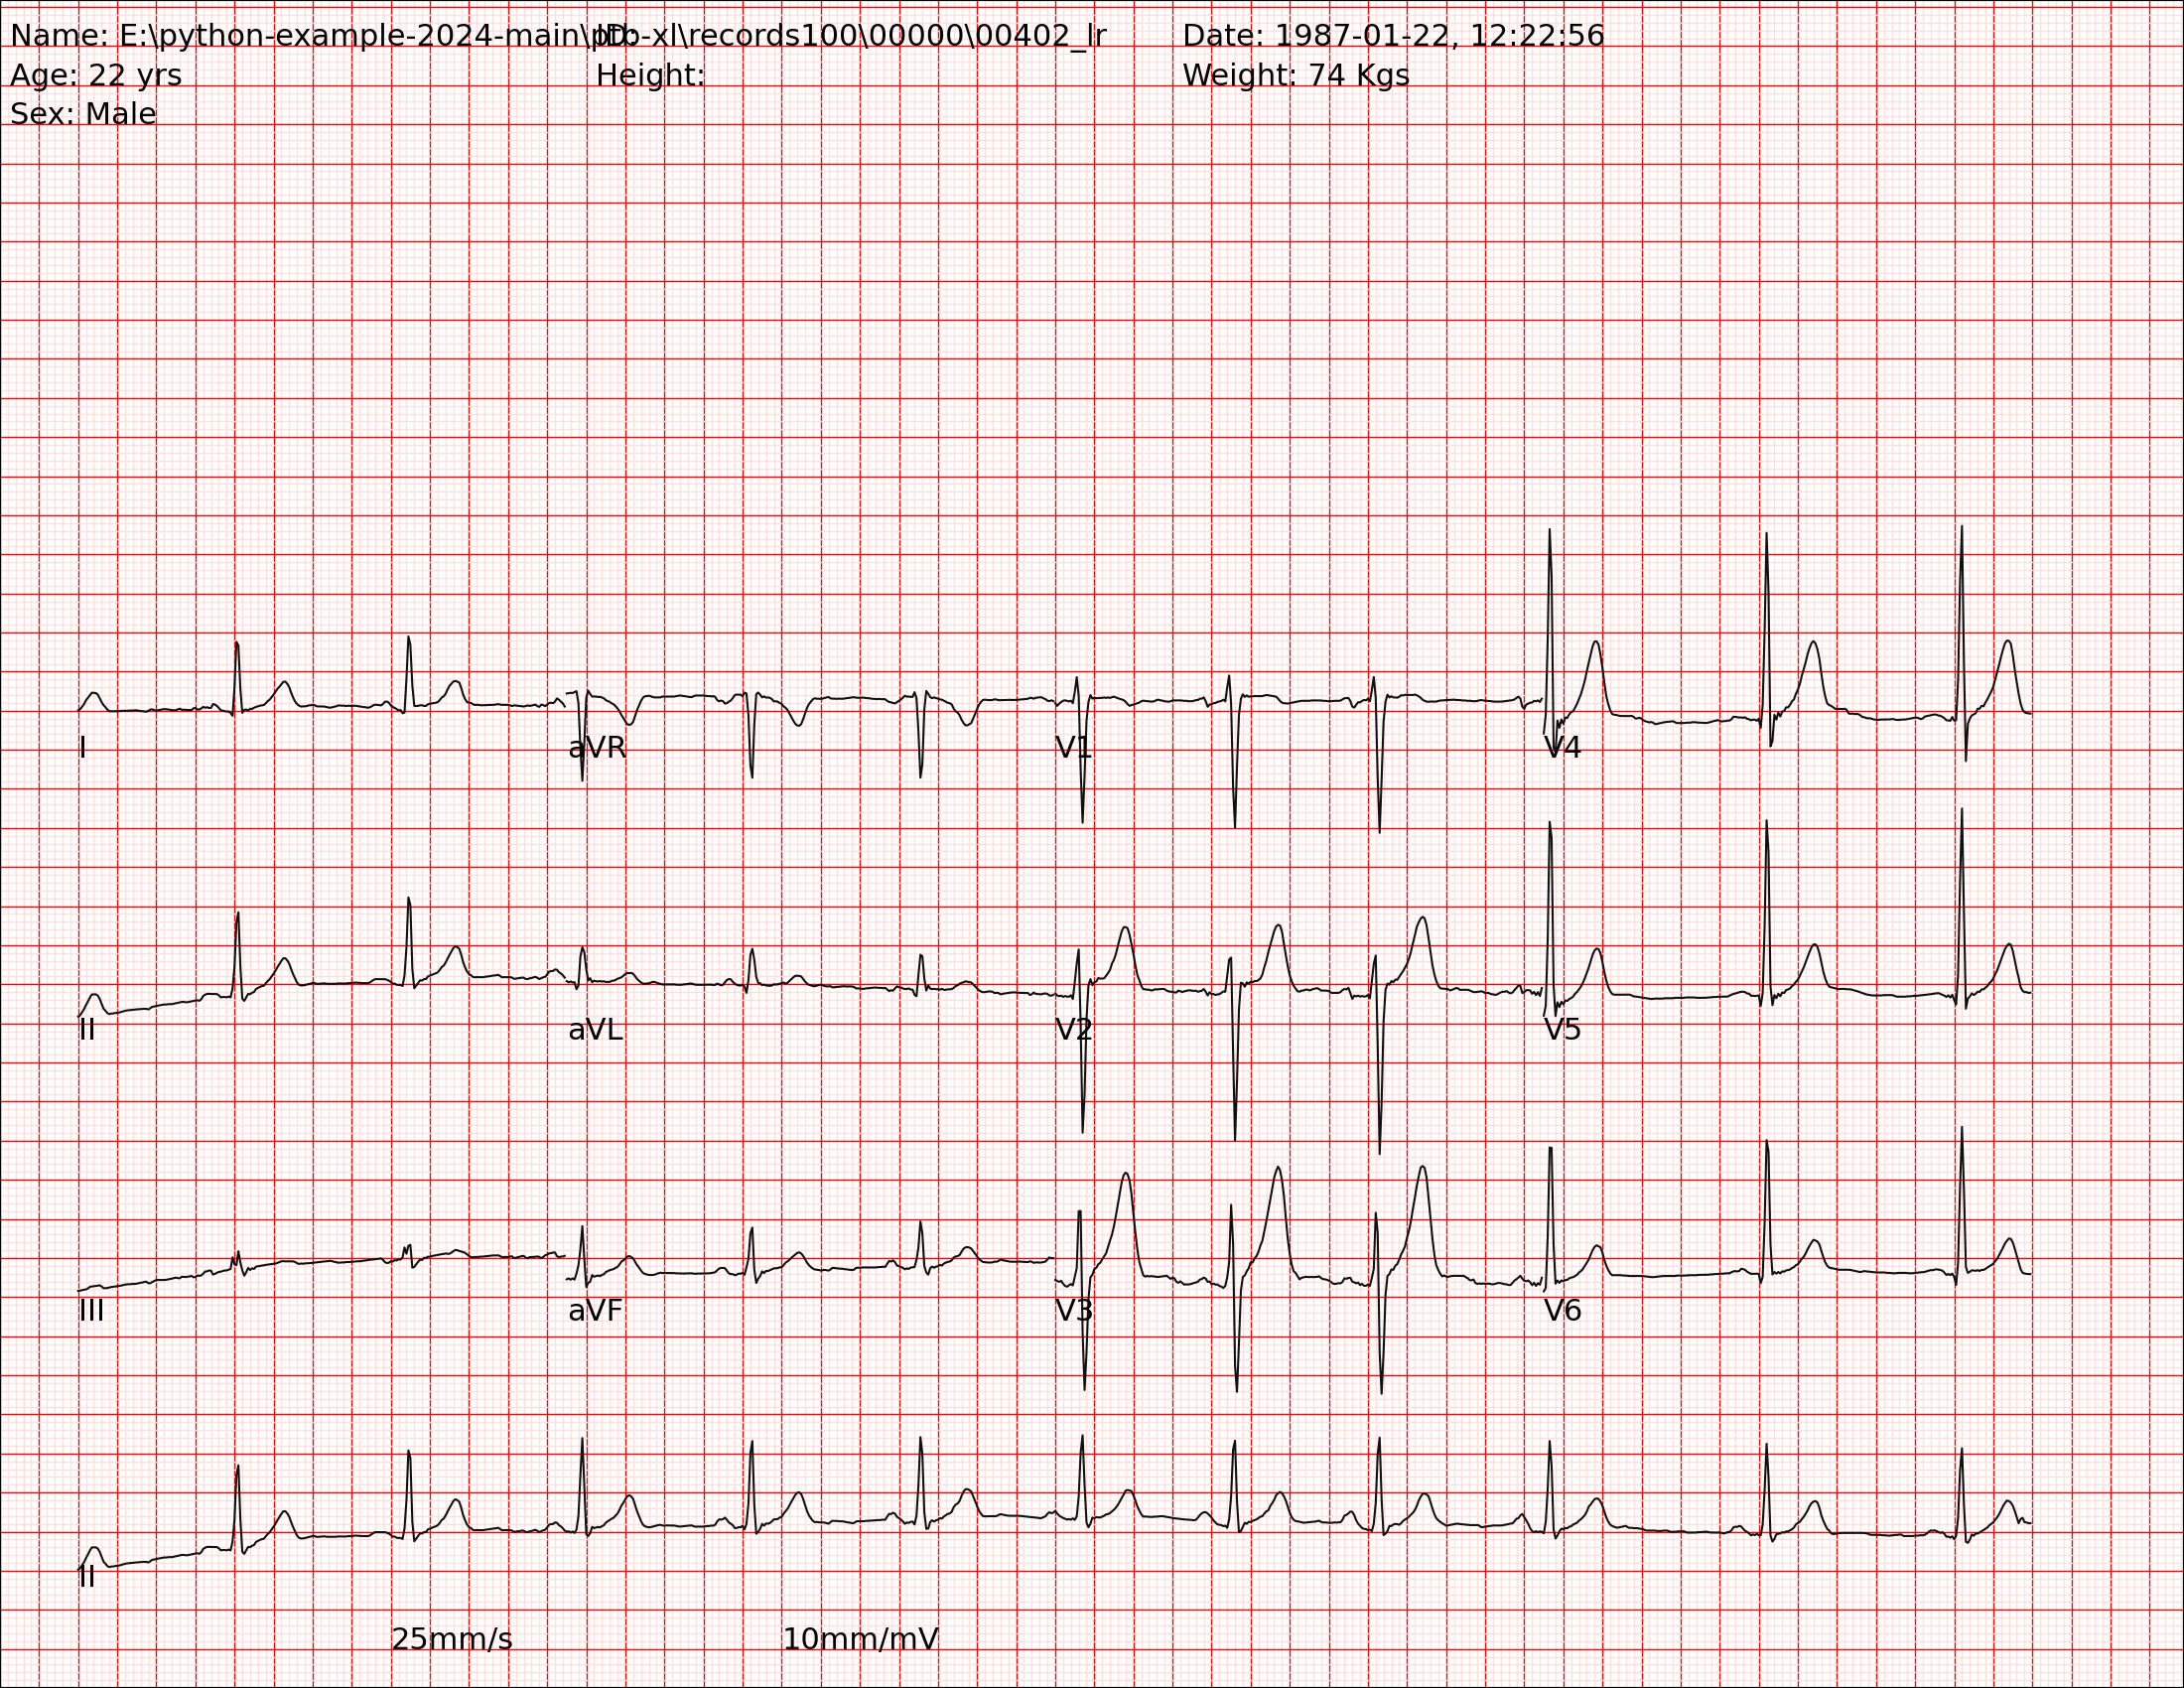 Name: E:\python-example-2024-main\ptb-xl\records100\00000\00402_lr ID: Date: 1987-01-22, 12:22:56
Age: 22 yrs Height: Weight: 74 Kgs
Sex: Male
I aVR V1 V4
II aVL V2 V5
III aVF V3 V6
II
25mm/s 10mm/mV